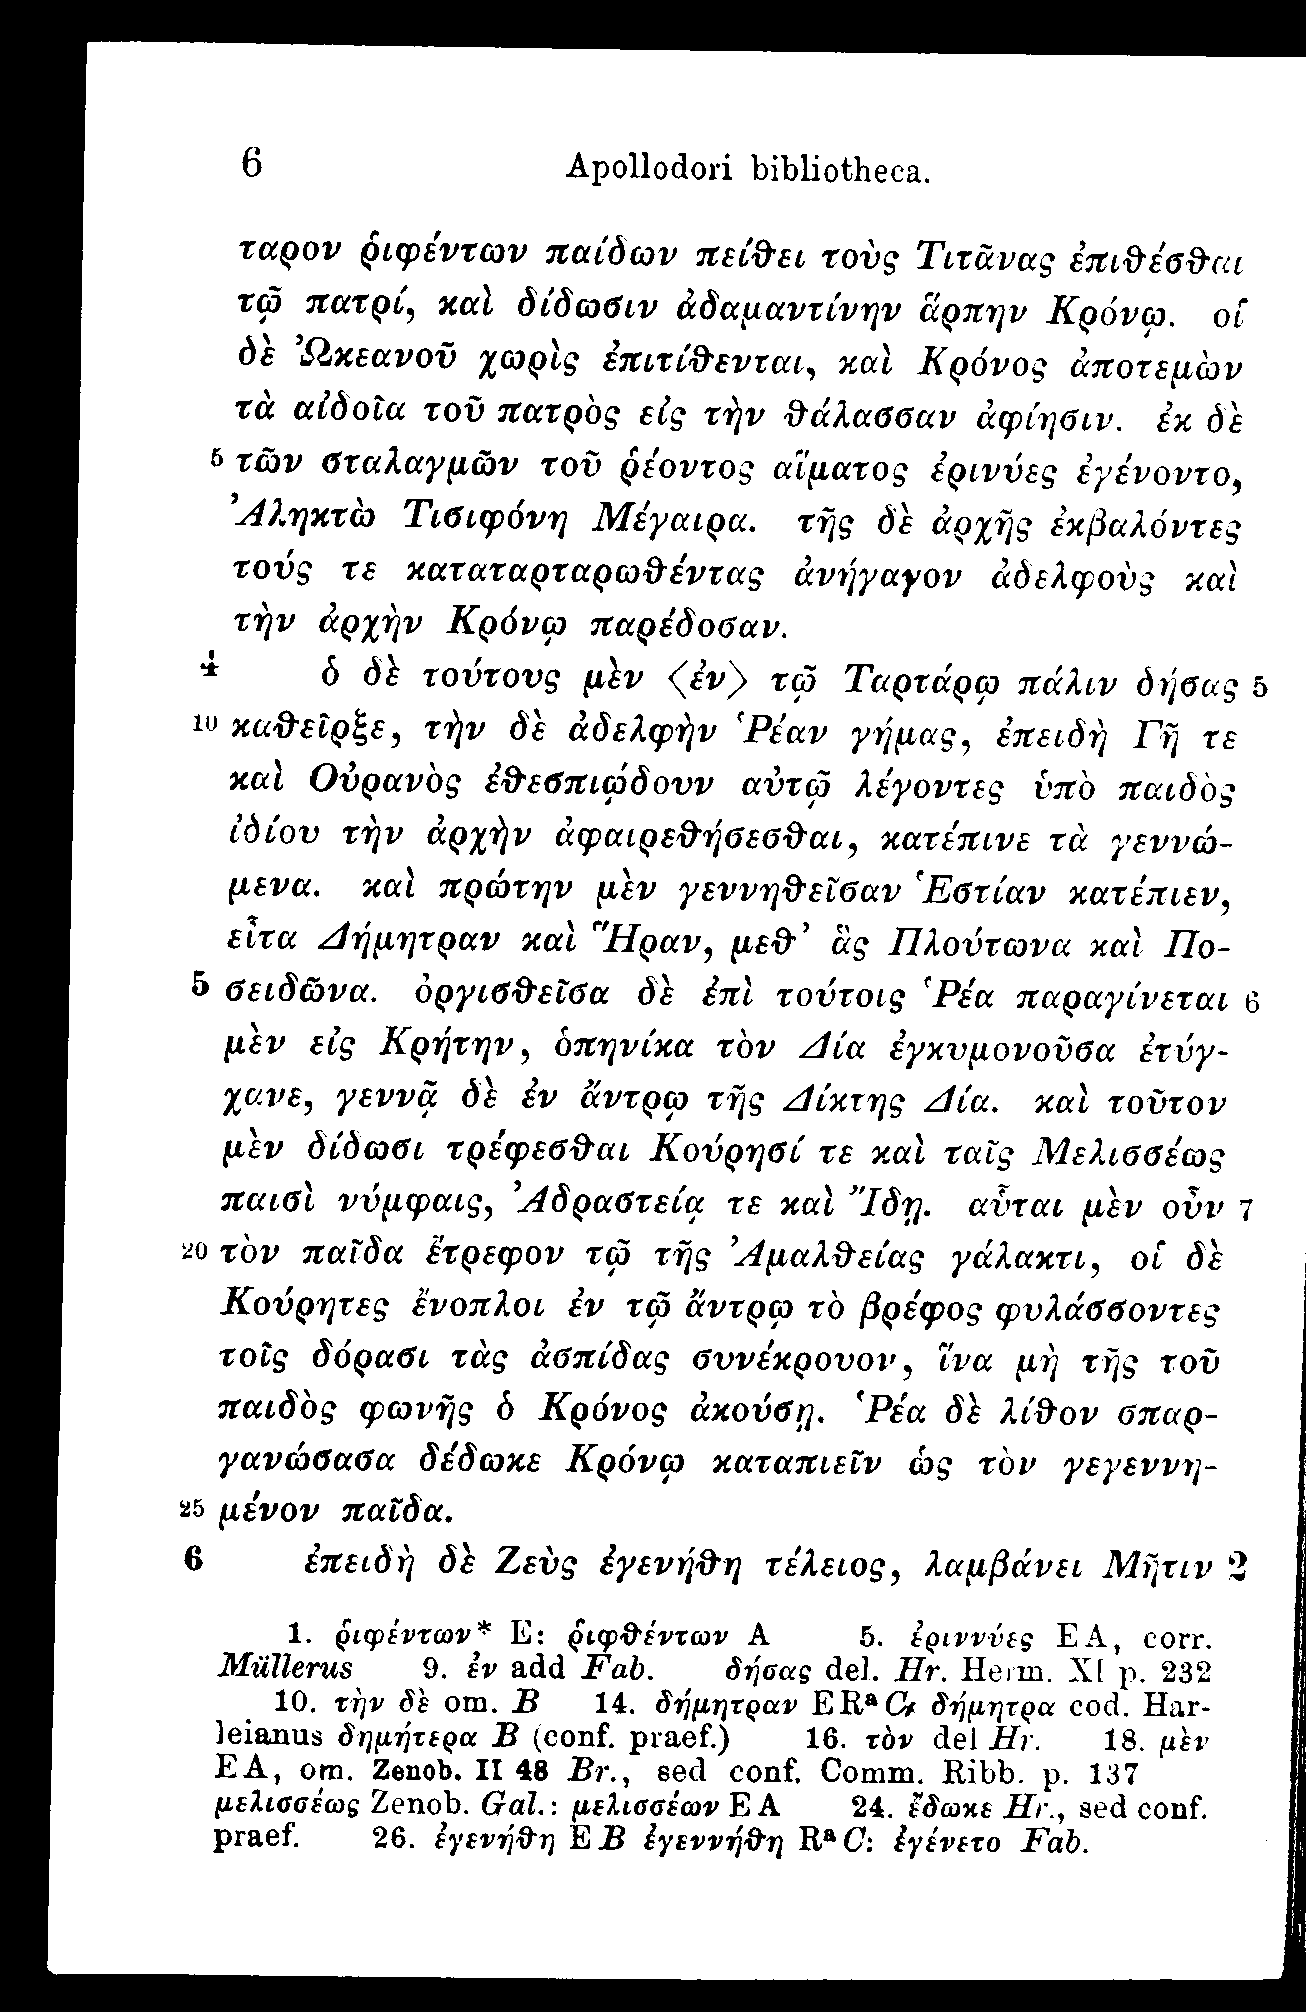 6 Apollodori bibliotheca.
ταρον ῥιφέντων παίδων πείθει τοὺς Τιτᾶνας ἐπιθέσθαι
τῷ πατρί, καὶ δίδωσιν ἀδαμαντίνην ἅρπην Κρόνῳ. οἱ
δὲ Ὠκεανοῦ χωρὶς ἐπιτίθενται, καὶ Κρόνος ἀποτεμὼν
τὰ αἰδοῖα τοῦ πατρὸς εἰς τὴν θάλασσαν ἀφίησιν. ἐκ δὲ
5 τῶν σταλαγμῶν τοῦ ῥέοντος αἵματος ἐρινύες ἐγένοντο,
Ἀληκτὼ Τισιφόνη Μέγαιρα. τῆς δὲ ἀρχῆς ἐκβαλόντες
τούς τε καταταρταρωθέντας ἀνήγαγον ἀδελφοὺς καὶ
τὴν ἀρχὴν Κρόνῳ παρέδοσαν.
4 ὁ δὲ τούτους μὲν ⟨ἐν⟩ τῷ Ταρτάρῳ πάλιν δήσας 5
10 καθεῖρξε, τὴν δὲ ἀδελφὴν Ῥέαν γήμας, ἐπειδὴ Γῆ τε
καὶ Οὐρανὸς ἐθεσπιῴδουν αὐτῷ λέγοντες ὑπὸ παιδὸς
ἰδίου τὴν ἀρχὴν ἀφαιρεθήσεσθαι, κατέπινε τὰ γεννώ-
μενα. καὶ πρώτην μὲν γεννηθεῖσαν Ἑστίαν κατέπιεν,
εἶτα Δήμητραν καὶ Ἥραν, μεθ’ ἃς Πλούτωνα καὶ Πο-
5 σειδῶνα. ὀργισθεῖσα δὲ ἐπὶ τούτοις Ῥέα παραγίνεται 6
μὲν εἰς Κρήτην, ὁπηνίκα τὸν Δία ἐγκυμονοῦσα ἐτύγ-
χανε, γεννᾷ δὲ ἐν ἄντρῳ τῆς Δίκτης Δία. καὶ τοῦτον
μὲν δίδωσι τρέφεσθαι Κούρησί τε καὶ ταῖς Μελισσέως
παισὶ νύμφαις, Ἀδραστείᾳ τε καὶ Ἴδῃ. αὗται μὲν οὖν 7
20 τὸν παῖδα ἔτρεφον τῷ τῆς Ἀμαλθείας γάλακτι, οἱ δὲ
Κούρητες ἔνοπλοι ἐν τῷ ἄντρῳ τὸ βρέφος φυλάσσοντες
τοῖς δόρασι τὰς ἀσπίδας συνέκρουον, ἵνα μὴ τῆς τοῦ
παιδὸς φωνῆς ὁ Κρόνος ἀκούσῃ. Ῥέα δὲ λίθον σπαρ-
γανώσασα δέδωκε Κρόνῳ καταπιεῖν ὡς τὸν γεγεννη-
25 μένον παῖδα.
6 ἐπειδὴ δὲ Ζεὺς ἐγενήθη τέλειος, λαμβάνει Μῆτιν 2
1. ῥιφέντων* E: ῥιφθέντων A 5. ἐριννύες EA, corr.
Müllerus 9. ἐν add Fab. δήσας del. Hr. Herm. XI p. 232
10. τὴν δὲ om. B 14. δήμητραν ERᵃC, δήμητρα cod. Har-
leianus δημήτερα B (conf. praef.) 16. τὸν del Hr. 18. μὲν
EA, om. Zenob. II 48 Br., sed conf. Comm. Ribb. p. 137
μελισσέως Zenob. Gal.: μελισσέων EA 24. ἔδωκε Hr., sed conf.
praef. 26. ἐγενήθη EB ἐγεννήθη RᵃC: ἐγένετο Fab.